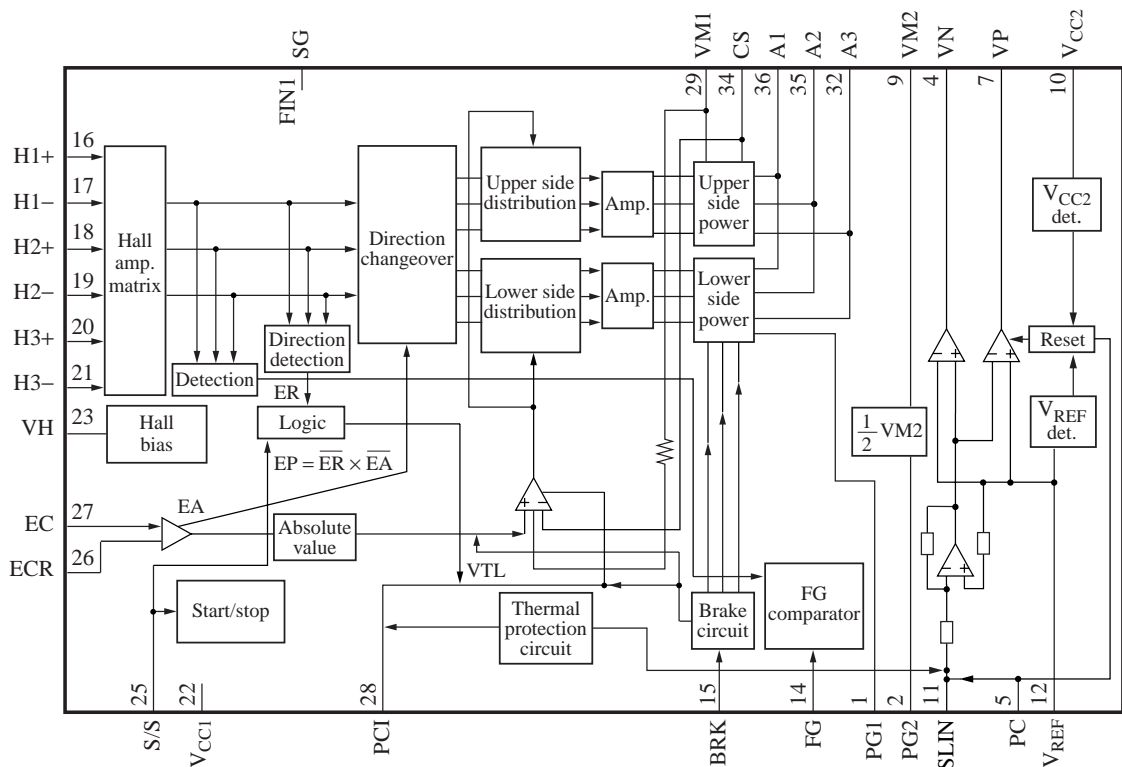 SG
VM1
CS
A1
A2
A3
VM2
VN
VP
VCC2
FIN1
29
34
36
35
32
9
4
7
10
H1+
16
H1−
17
H2+
18
H2−
19
H3+
20
H3−
21
VH
23
EC
27
ECR
26
Hall
amp.
matrix
Direction
changeover
Upper side
distribution
Amp.
Upper
side
power
Lower side
distribution
Amp.
Lower
side
power
VCC2
det.
Reset
VREF
det.
1/2 VM2
Direction
detection
Detection
ER
Logic
Hall
bias
EP = E̅R̅ × E̅A̅
EA
+
−
−
Absolute
value
VTL
Start/stop
Thermal
protection
circuit
Brake
circuit
FG
comparator
−
+
−
+
−
+
25
22
28
15
14
1
2
11
5
12
S/S
VCC1
PCI
BRK
FG
PG1
PG2
SLIN
PC
VREF